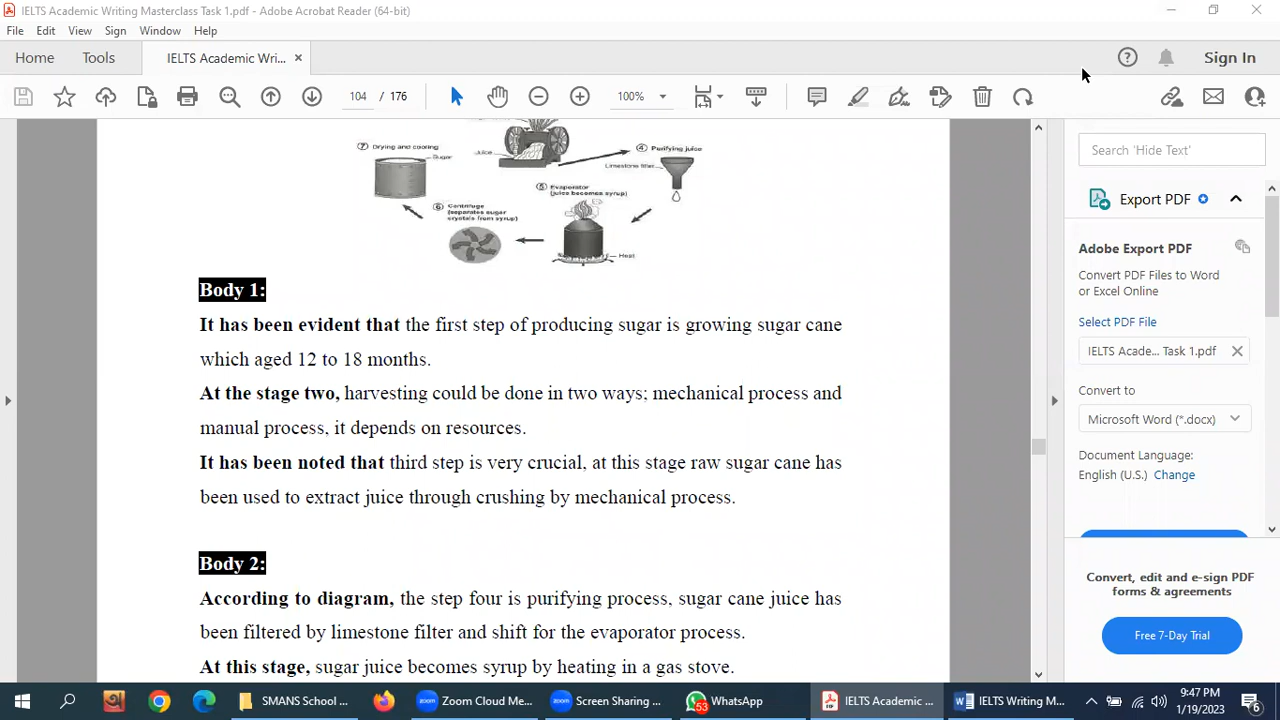 IELTS Academic Writing Masterclass Task 1.pdf - Adobe Acrobat Reader (64-bit)
File Edit View Sign Window Help
Home Tools IELTS Academic Wri... Sign In
104 / 176 100%
⑦ Drying and cooling
Sugar
Juice
④ Purifying juice
Limestone filter
⑤ Evaporator
(juice becomes syrup)
⑥ Centrifuge
(separates sugar
crystals from syrup)
Heat
Body 1:
It has been evident that the first step of producing sugar is growing sugar cane
which aged 12 to 18 months.
At the stage two, harvesting could be done in two ways; mechanical process and
manual process, it depends on resources.
It has been noted that third step is very crucial, at this stage raw sugar cane has
been used to extract juice through crushing by mechanical process.
Body 2:
According to diagram, the step four is purifying process, sugar cane juice has
been filtered by limestone filter and shift for the evaporator process.
At this stage, sugar juice becomes syrup by heating in a gas stove.
Search 'Hide Text
Export PDF
Adobe Export PDF
Convert PDF Files to Word
or Excel Online
Select PDF File
IELTS Acade... Task 1.pdf
Convert to
Microsoft Word (*.docx)
Document Language:
English (U.S.) Change
Convert, edit and e-sign PDF
forms & agreements
Free 7-Day Trial
SMANS School ... Zoom Cloud Me... Screen Sharing ... 53 WhatsApp IELTS Academic ... IELTS Writing M...
9:47 PM
1/19/2023
6